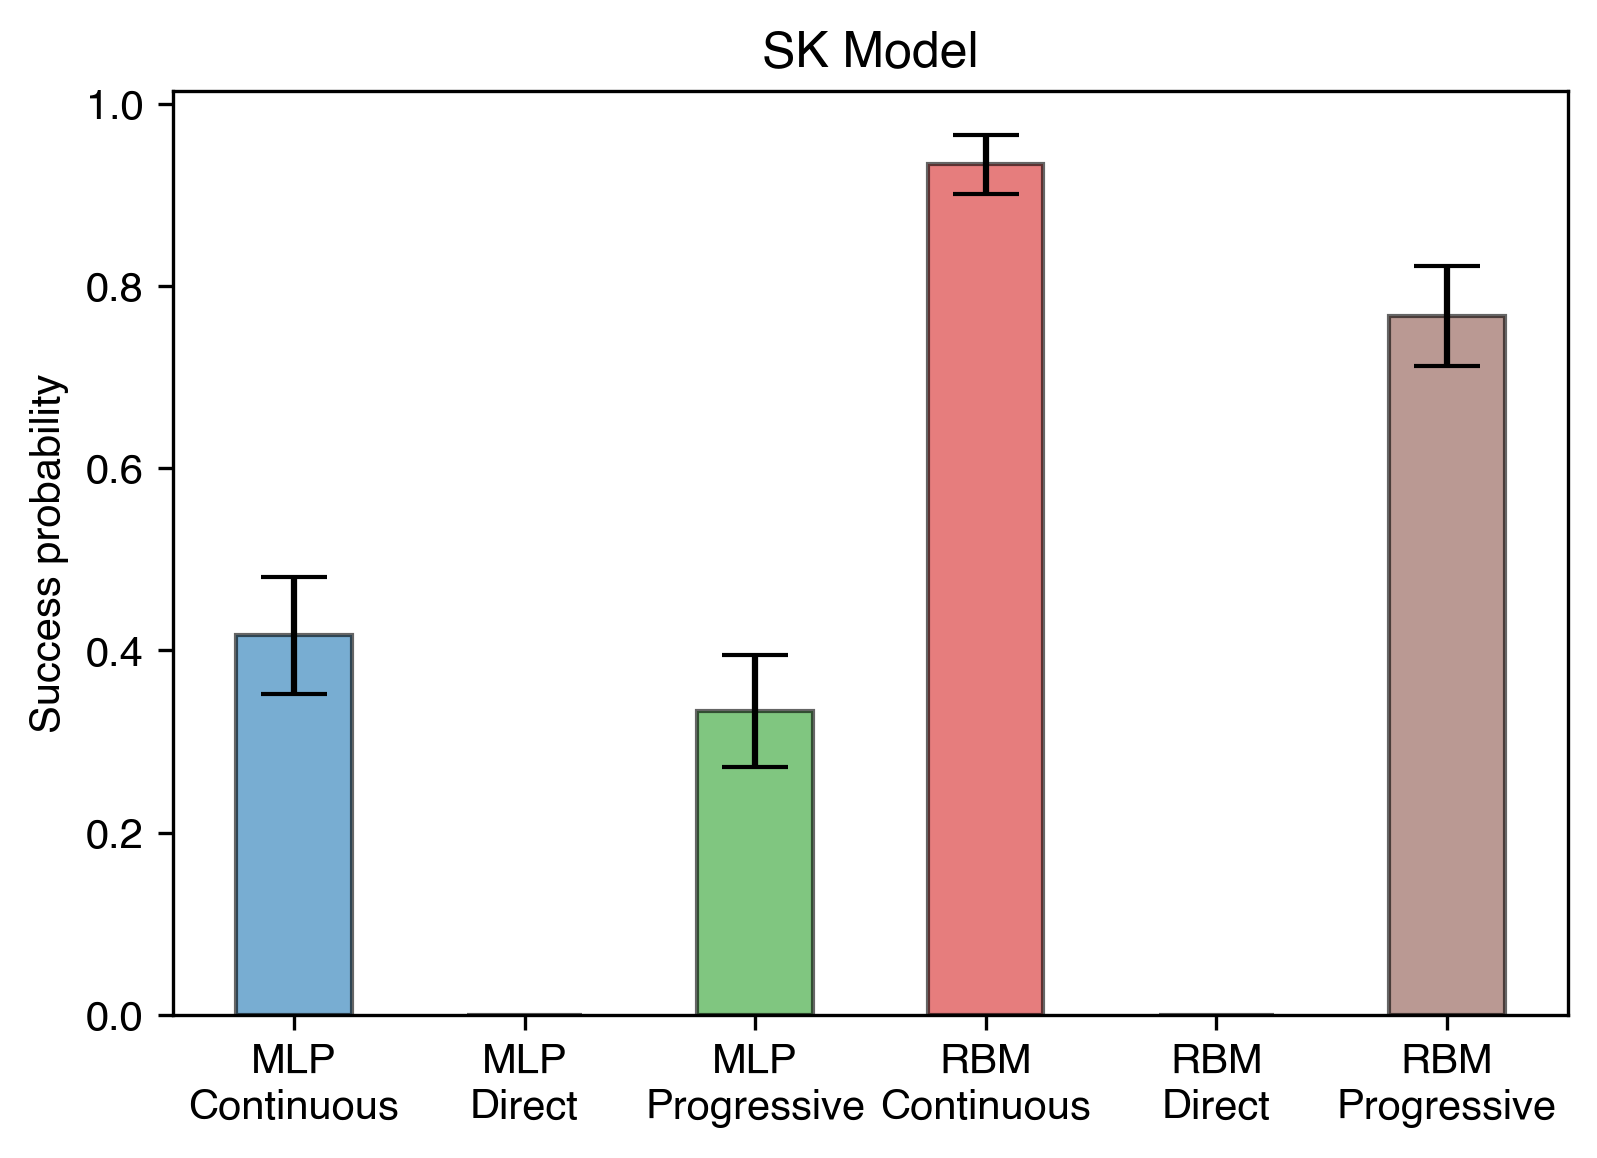 SK Model
Success probability
1.0
0.8
0.6
0.4
0.2
0.0
MLP
Continuous
MLP
Direct
MLP
Progressive
RBM
Continuous
RBM
Direct
RBM
Progressive